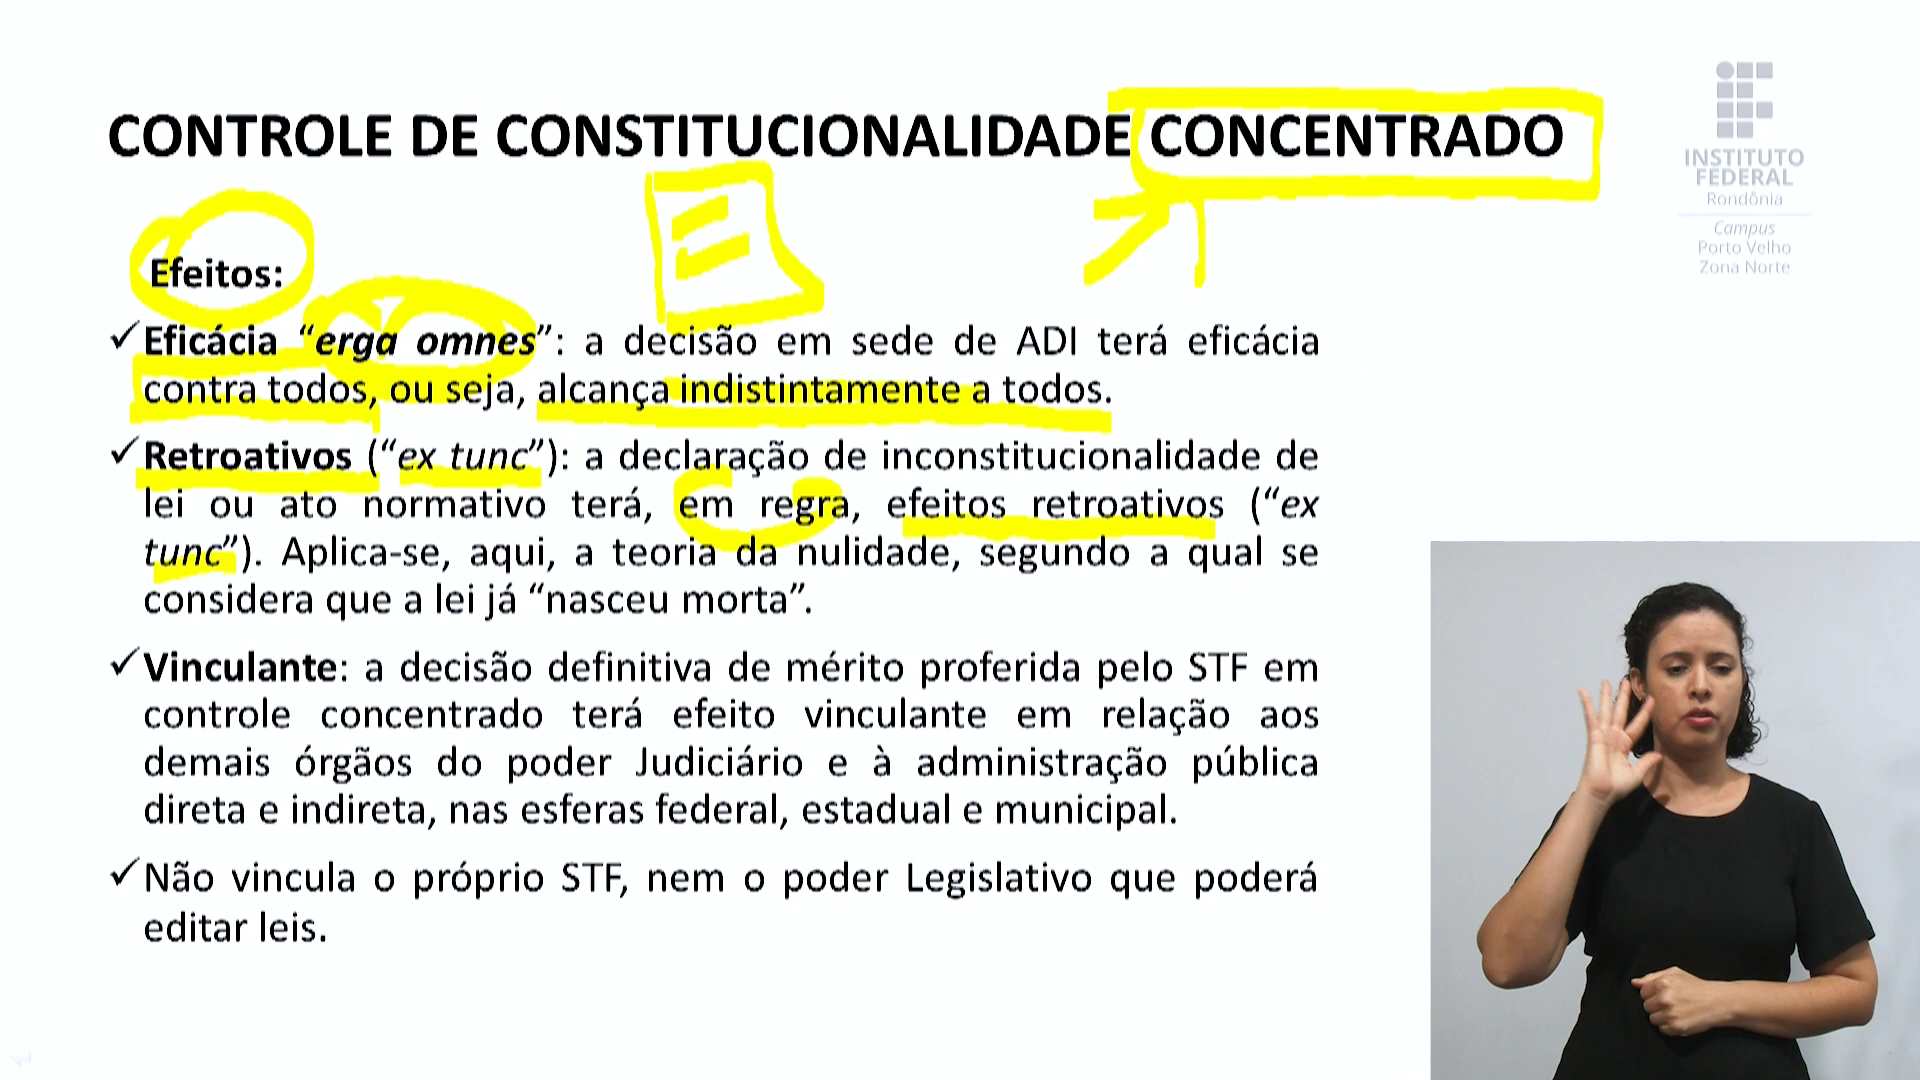 CONTROLE DE CONSTITUCIONALIDADE CONCENTRADO
INSTITUTO
FEDERAL
Rondônia
Campus
Porto Velho
Zona Norte
Efeitos:
✓ Eficácia “erga omnes”: a decisão em sede de ADI terá eficácia
contra todos, ou seja, alcança indistintamente a todos.
✓ Retroativos (“ex tunc”): a declaração de inconstitucionalidade de
lei ou ato normativo terá, em regra, efeitos retroativos (“ex
tunc”). Aplica-se, aqui, a teoria da nulidade, segundo a qual se
considera que a lei já “nasceu morta”.
✓ Vinculante: a decisão definitiva de mérito proferida pelo STF em
controle concentrado terá efeito vinculante em relação aos
demais órgãos do poder Judiciário e à administração pública
direta e indireta, nas esferas federal, estadual e municipal.
✓ Não vincula o próprio STF, nem o poder Legislativo que poderá
editar leis.